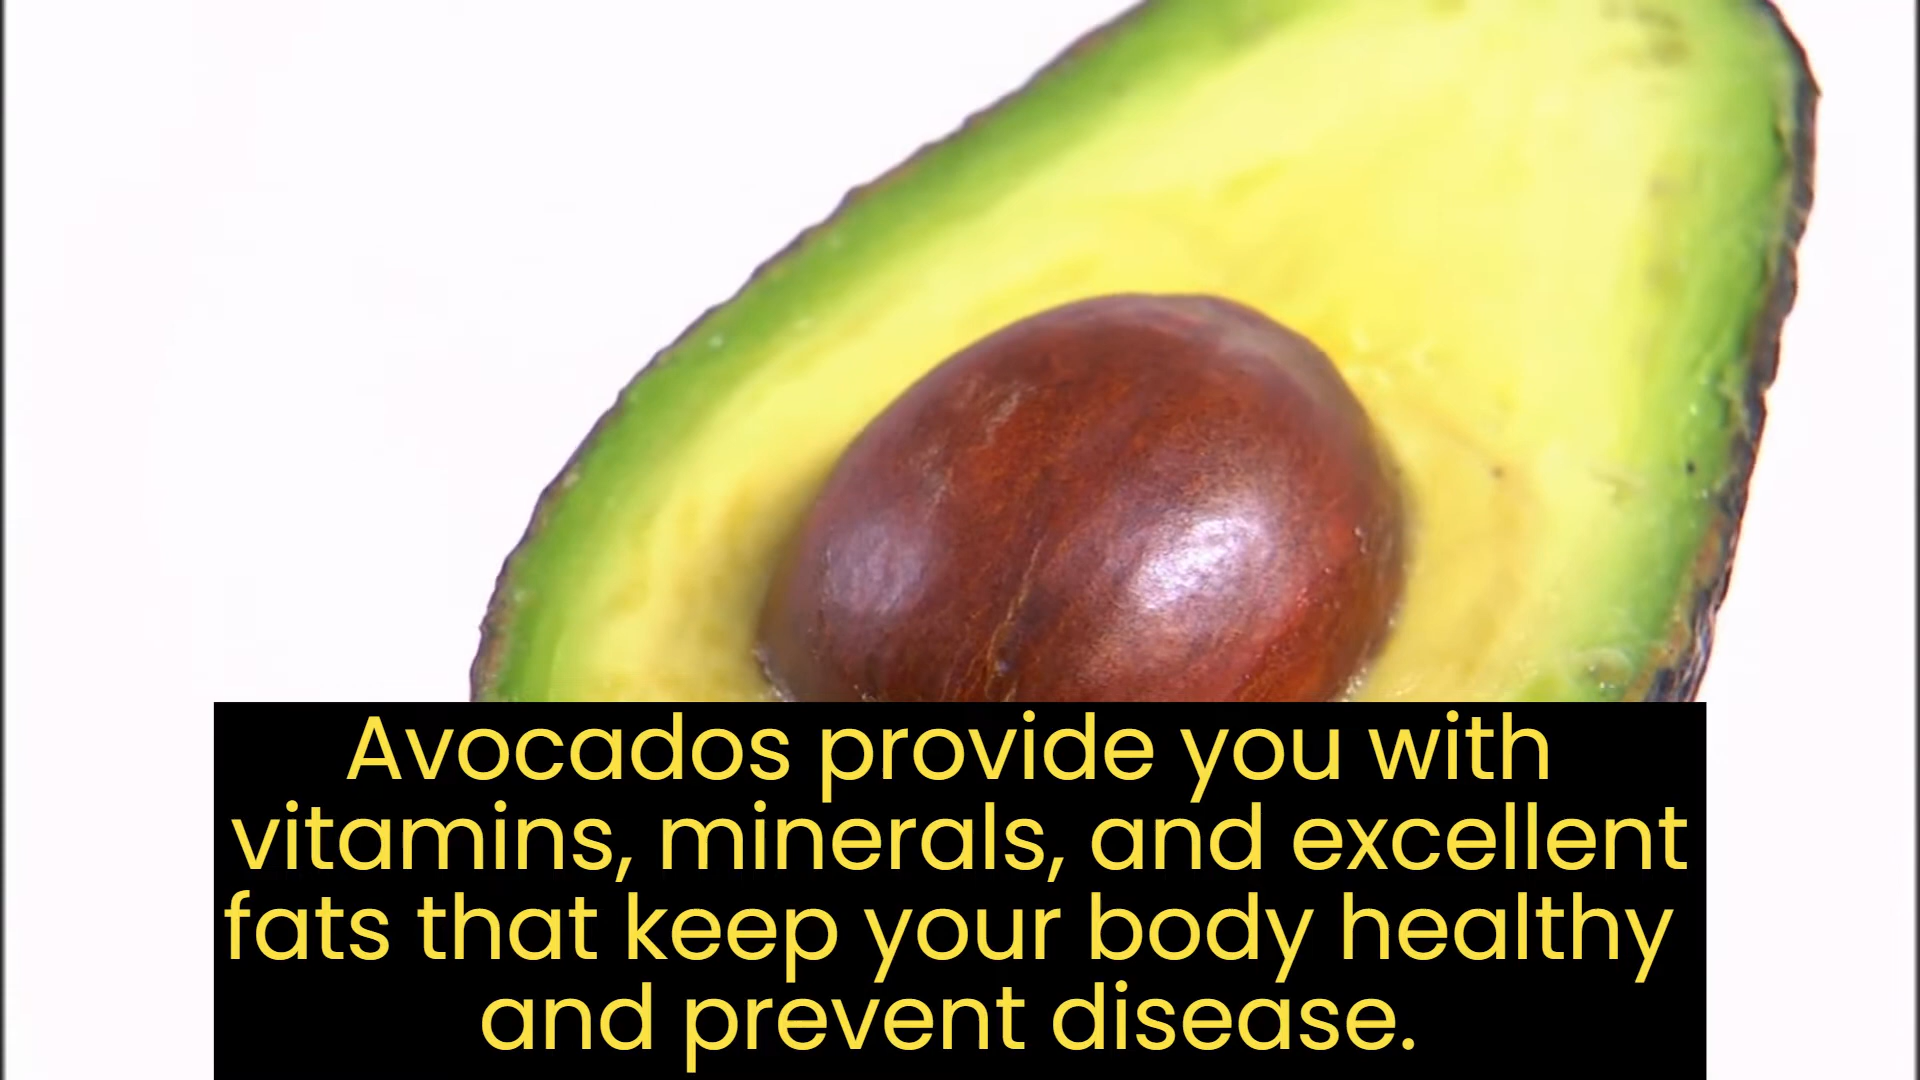 Avocados provide you with
vitamins, minerals, and excellent
fats that keep your body healthy
and prevent disease.